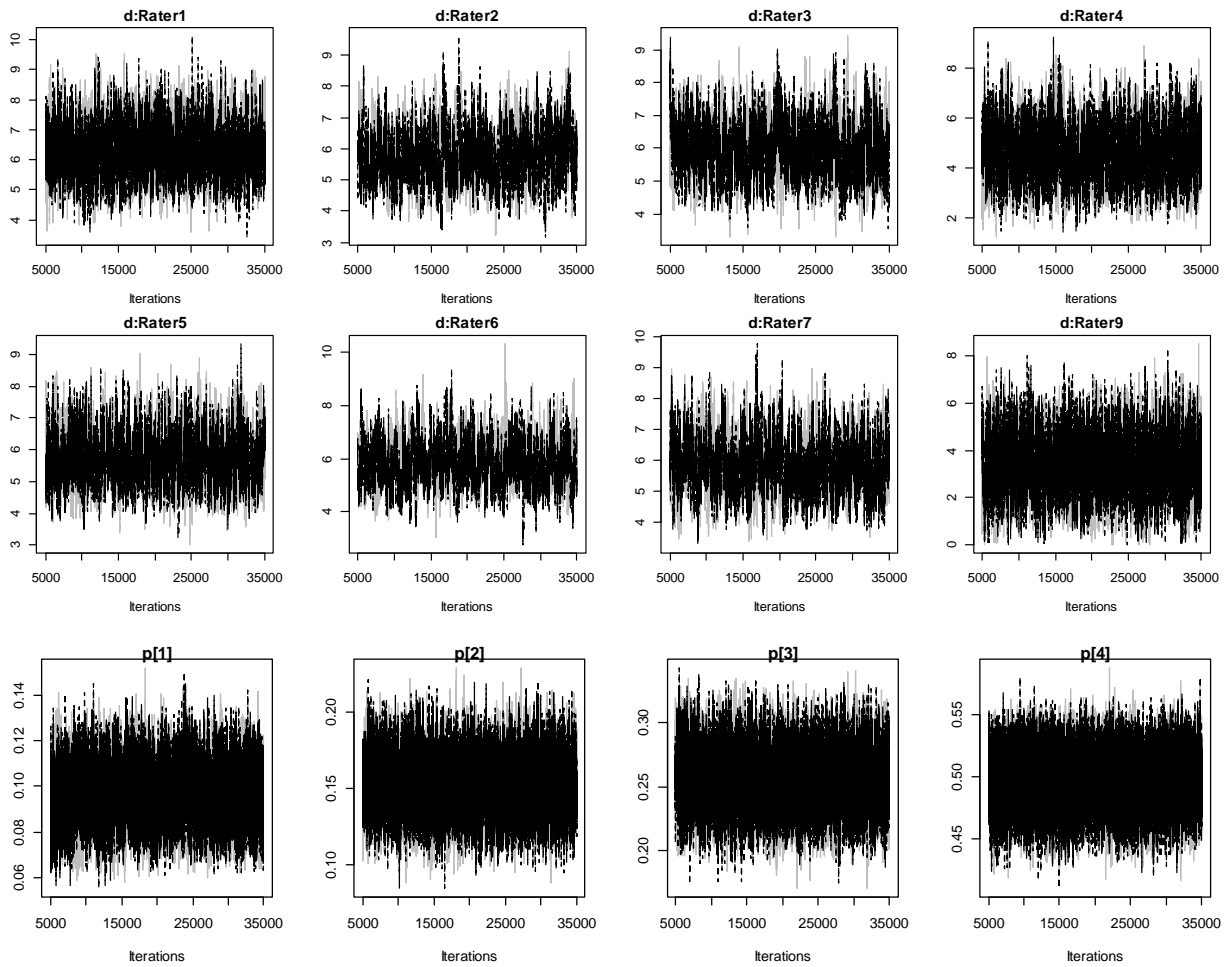 d:Rater1 d:Rater2 d:Rater3 d:Rater4
4 5 6 7 8 9 10
3 4 5 6 7 8 9
4 5 6 7 8 9
2 4 6 8
5000 15000 25000 35000 5000 15000 25000 35000 5000 15000 25000 35000 5000 15000 25000 35000
Iterations Iterations Iterations Iterations
d:Rater5 d:Rater6 d:Rater7 d:Rater9
3 4 5 6 7 8 9
4 6 8 10
4 5 6 7 8 9 10
0 2 4 6 8
5000 15000 25000 35000 5000 15000 25000 35000 5000 15000 25000 35000 5000 15000 25000 35000
Iterations Iterations Iterations Iterations
p[1] p[2] p[3] p[4]
0.06 0.08 0.10 0.12 0.14
0.10 0.15 0.20
0.20 0.25 0.30
0.45 0.50 0.55
5000 15000 25000 35000 5000 15000 25000 35000 5000 15000 25000 35000 5000 15000 25000 35000
Iterations Iterations Iterations Iterations